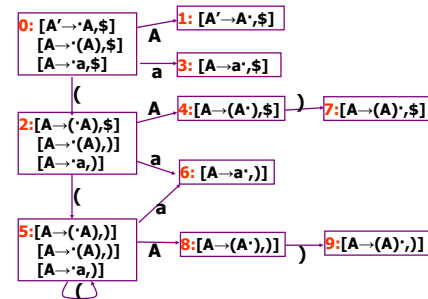 0: [A'→·A,$]
[A→·(A),$]
[A→·a,$]
A
1: [A'→A·,$]
a
3: [A→a·,$]
(
2:[A→(·A),$]
[A→·(A),)]
[A→·a,)]
A
4:[A→(A·),$]
)
7:[A→(A)·,$]
a
6: [A→a·,)]
(
a
5:[A→(·A),)]
[A→·(A),)]
[A→·a,)]
A
8:[A→(A·),)]
)
9:[A→(A)·,)]
(